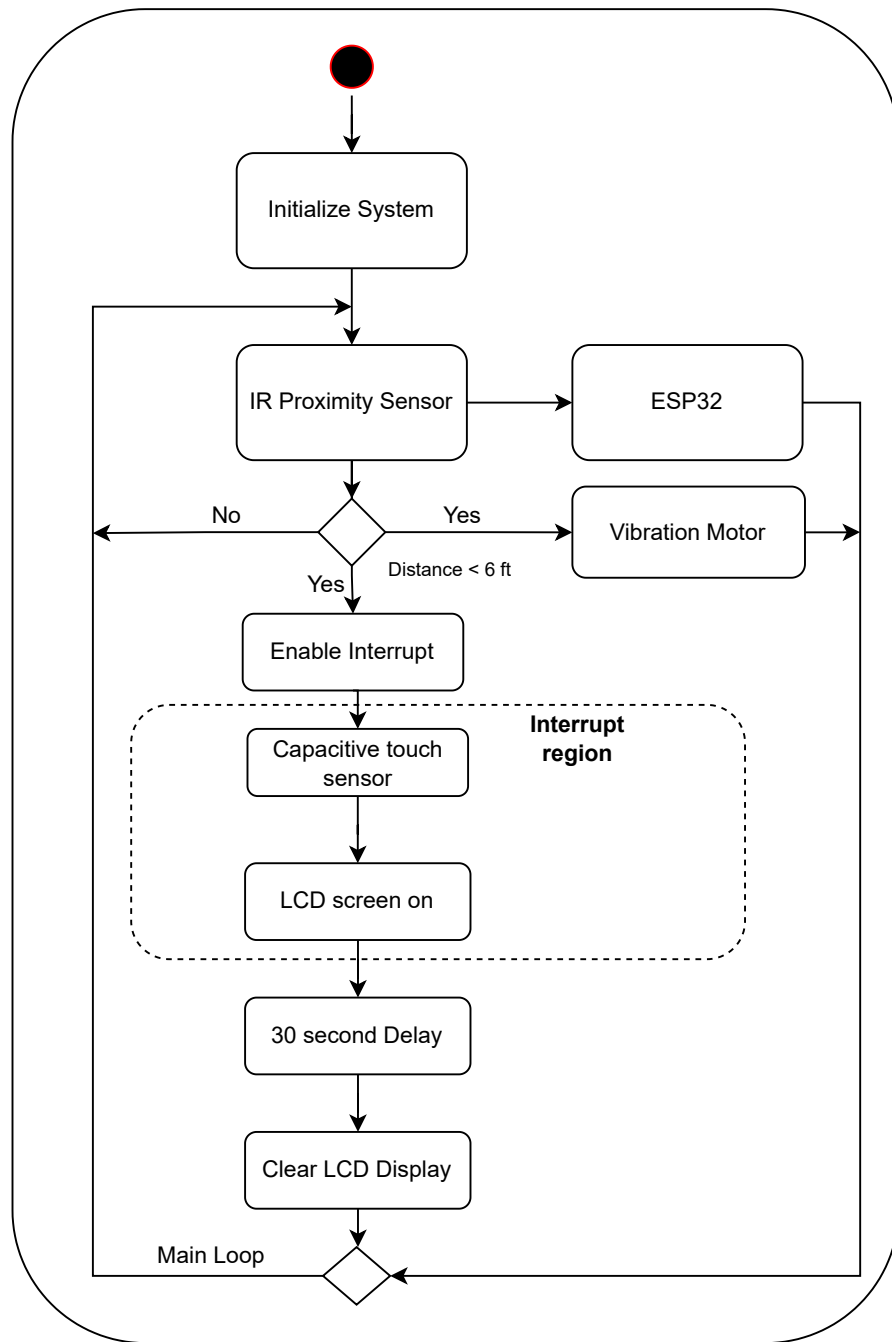 Initialize System
IR Proximity Sensor
ESP32
No
Yes
Vibration Motor
Distance < 6 ft
Yes
Enable Interrupt
Interrupt
region
Capacitive touch
sensor
LCD screen on
30 second Delay
Clear LCD Display
Main Loop